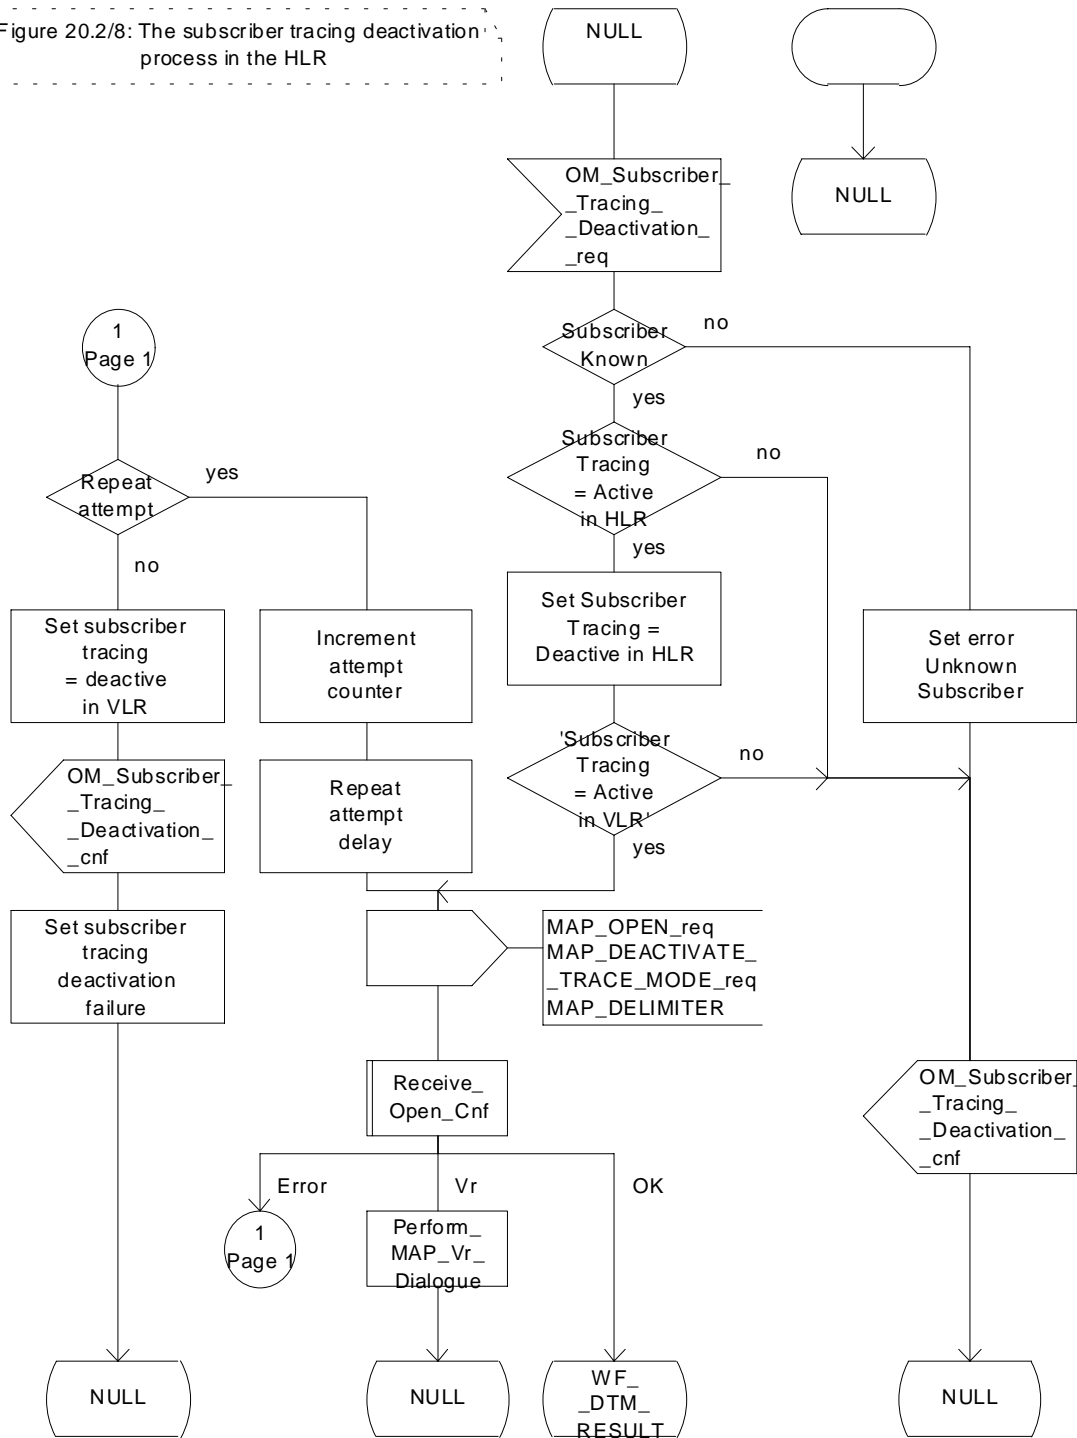 Figure 20.2/8: The subscriber tracing deactivation
process in the HLR
NULL
NULL
OM_Subscriber_
_Tracing_
_Deactivation_
_req
Subscriber
Known
no
yes
1
Page 1
Subscriber
Tracing
= Active
in HLR
no
yes
Repeat
attempt
yes
no
Set Subscriber
Tracing =
Deactive in HLR
Set subscriber
tracing
= deactive
in VLR
Increment
attempt
counter
Set error
Unknown
Subscriber
'Subscriber
Tracing
= Active
in VLR'
no
yes
OM_Subscriber_
_Tracing_
_Deactivation_
_cnf
Repeat
attempt
delay
Set subscriber
tracing
deactivation
failure
MAP_OPEN_req
MAP_DEACTIVATE_
_TRACE_MODE_req
MAP_DELIMITER
Receive_
Open_Cnf
OM_Subscriber_
_Tracing_
_Deactivation_
_cnf
Error
Vr
OK
1
Page 1
Perform_
MAP_Vr_
Dialogue
NULL
NULL
WF_
_DTM_
RESULT
NULL